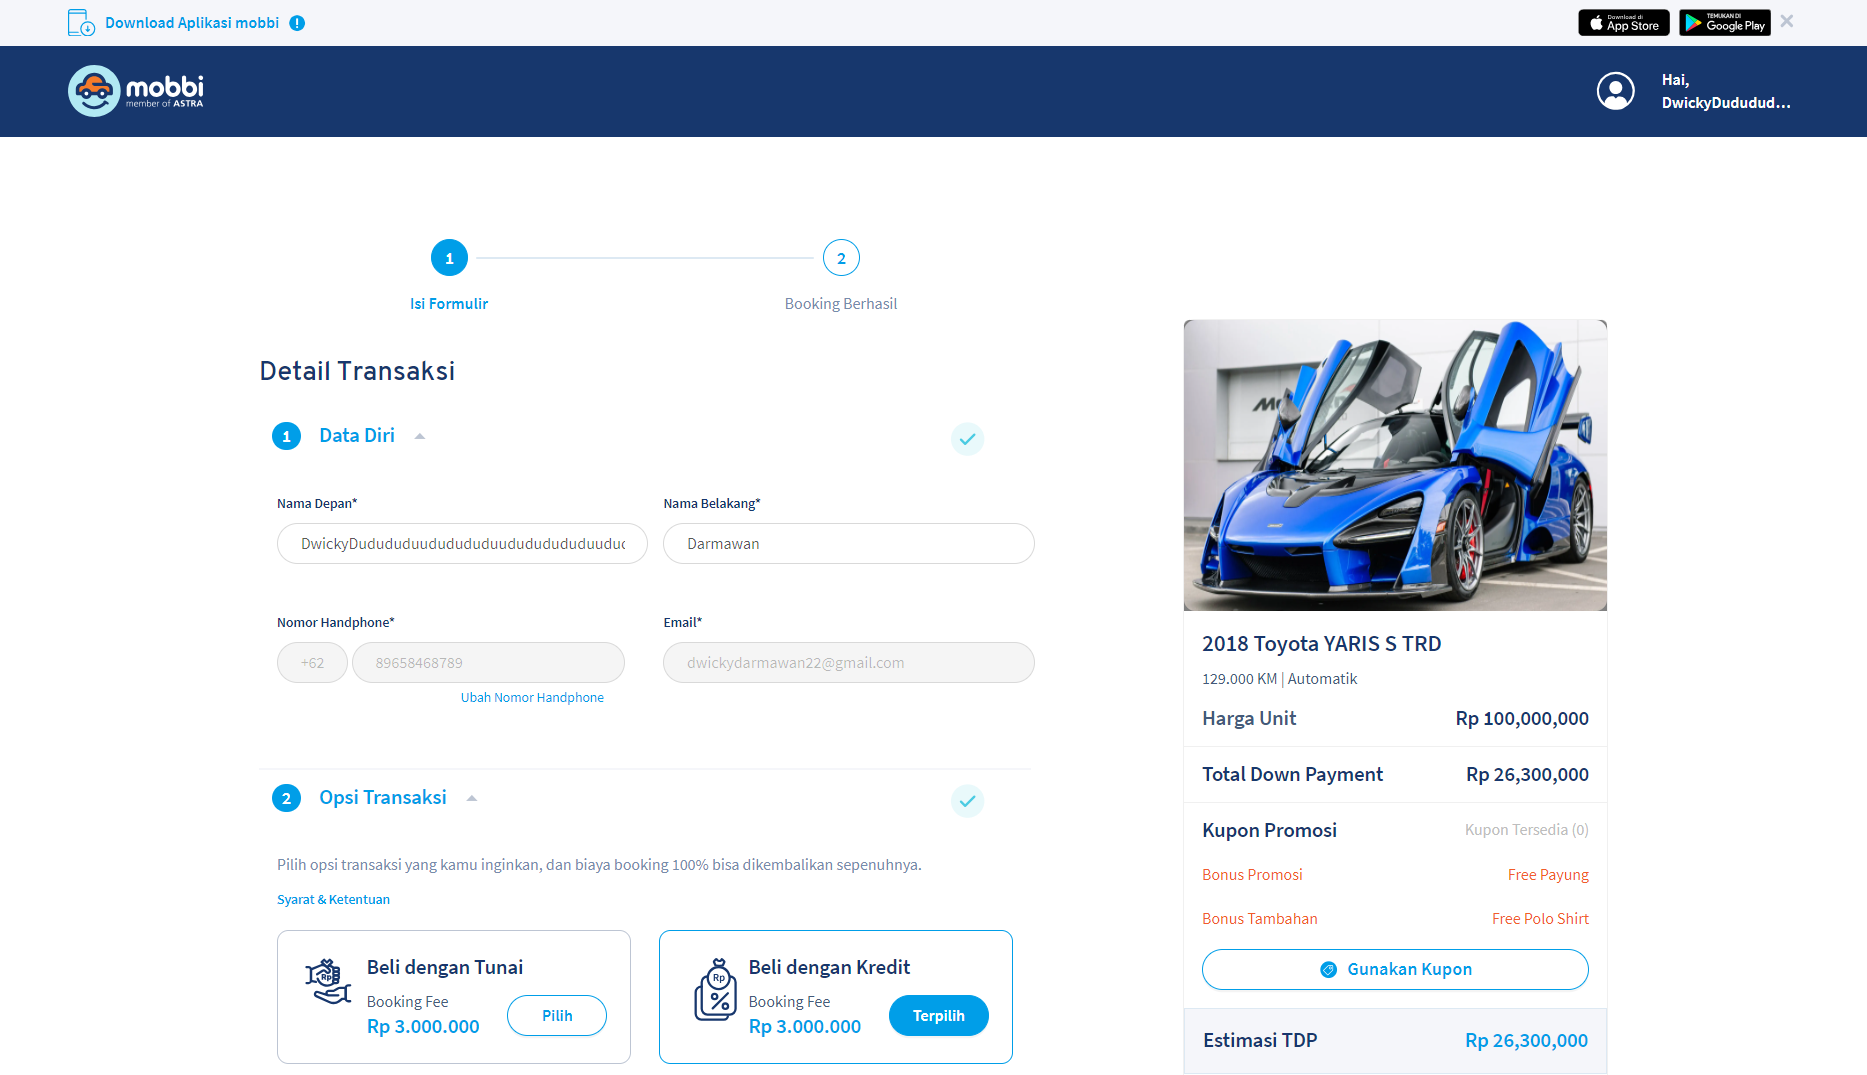 Download Aplikasi mobbi
Download di
App Store
TEMUKAN DI
Google Play
mobbi
member of ASTRA
Hai,
DwickyDududud...
1
2
Isi Formulir
Booking Berhasil
Detail Transaksi
1 Data Diri
Nama Depan*
Nama Belakang*
Darmawan
Nomor Handphone*
Email*
+62
89658468789
dwickydarmawan22@gmail.com
Ubah Nomor Handphone
2 Opsi Transaksi
Pilih opsi transaksi yang kamu inginkan, dan biaya booking 100% bisa dikembalikan sepenuhnya.
Syarat & Ketentuan
Rp
Beli dengan Tunai
Booking Fee
Rp 3.000.000
Pilih
Rp
%
Beli dengan Kredit
Booking Fee
Rp 3.000.000
Terpilih
2018 Toyota YARIS S TRD
129.000 KM | Automatik
Harga Unit Rp 100,000,000
Total Down Payment Rp 26,300,000
Kupon Promosi Kupon Tersedia (0)
Bonus Promosi Free Payung
Bonus Tambahan Free Polo Shirt
Gunakan Kupon
Estimasi TDP Rp 26,300,000